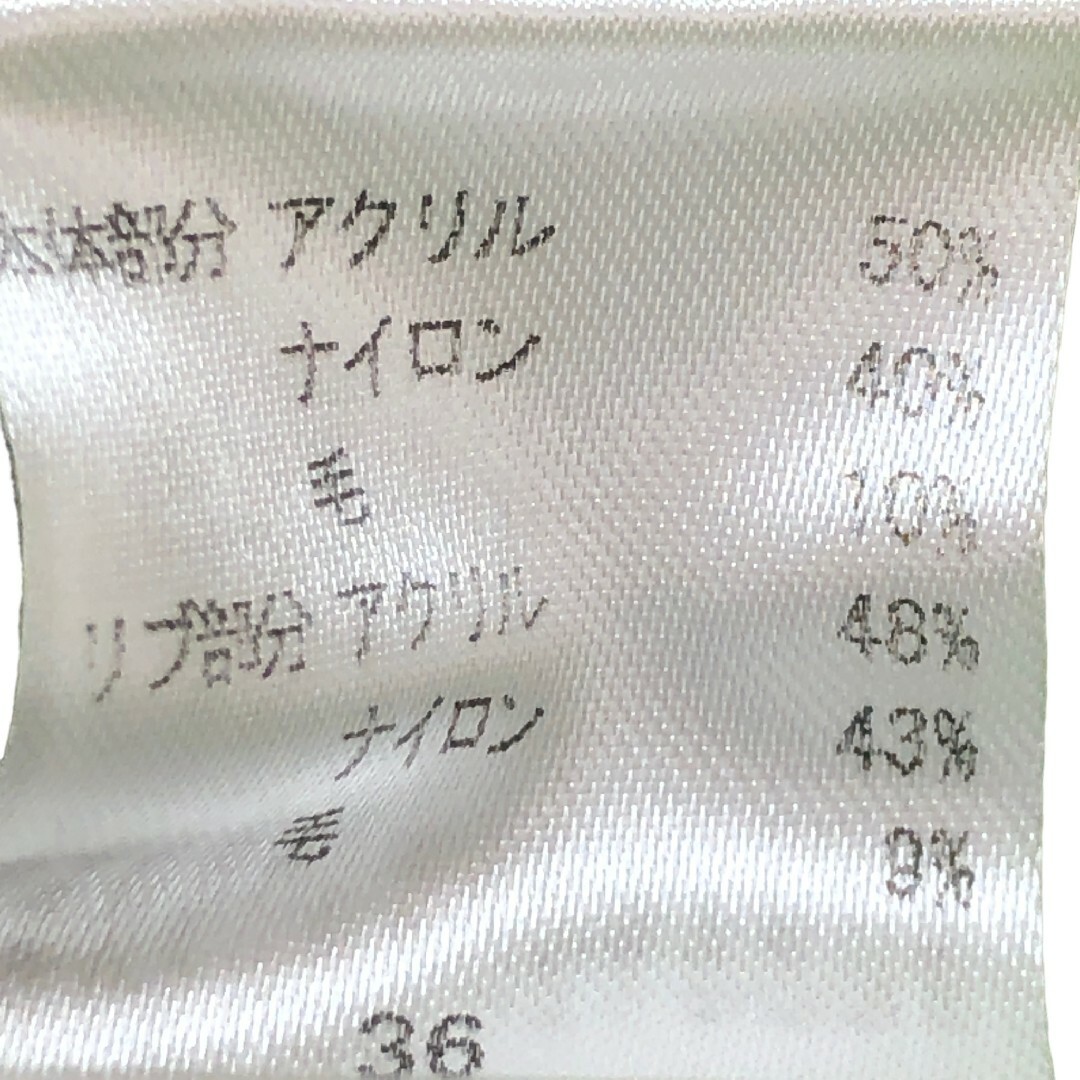 本体部分 アクリル 50%
ナイロン 40%
毛 10%
リブ部分 アクリル 48%
ナイロン 43%
毛 9%
36